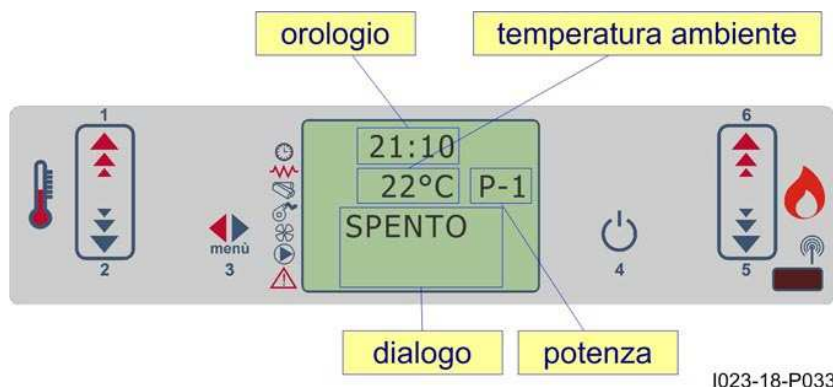 orologio
temperatura ambiente
1
6
21:10
22°C P-1
SPENTO
menù
2
3
4
5
dialogo
potenza
I023-18-P033